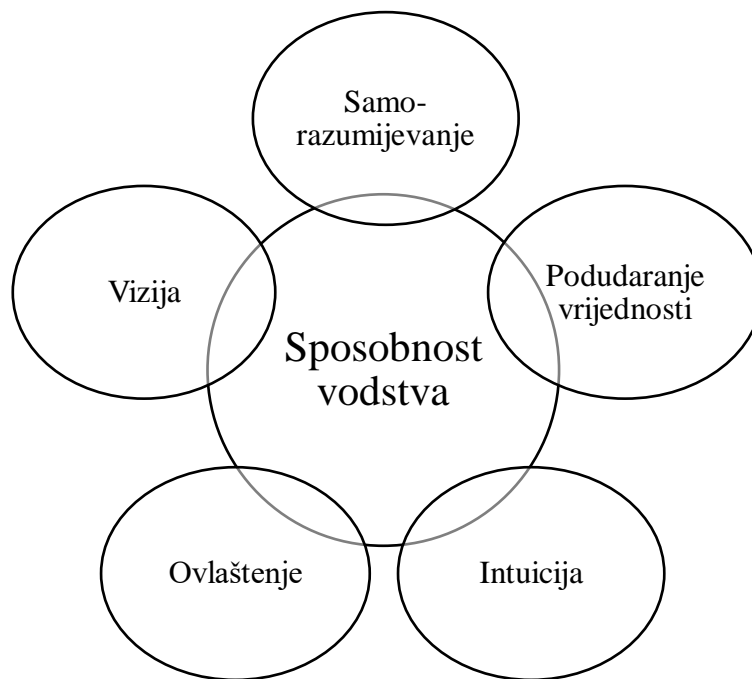 Samo-
razumijevanje
Vizija
Podudaranje
vrijednosti
Sposobnost
vodstva
Ovlaštenje
Intuicija